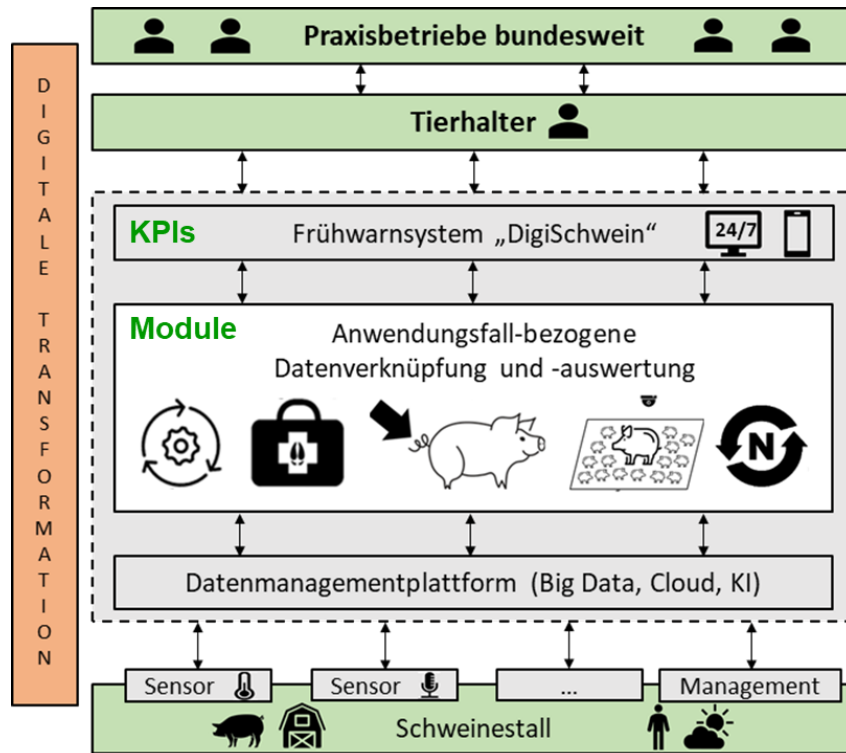 Praxisbetriebe bundesweit
DIGITALE TRANSFORMATION
Tierhalter
KPIs
Frühwarnsystem „DigiSchwein“
24/7
Module
Anwendungsfall-bezogene
Datenverknüpfung und -auswertung
N
Datenmanagementplattform (Big Data, Cloud, KI)
Sensor
Sensor
...
Management
Schweinestall